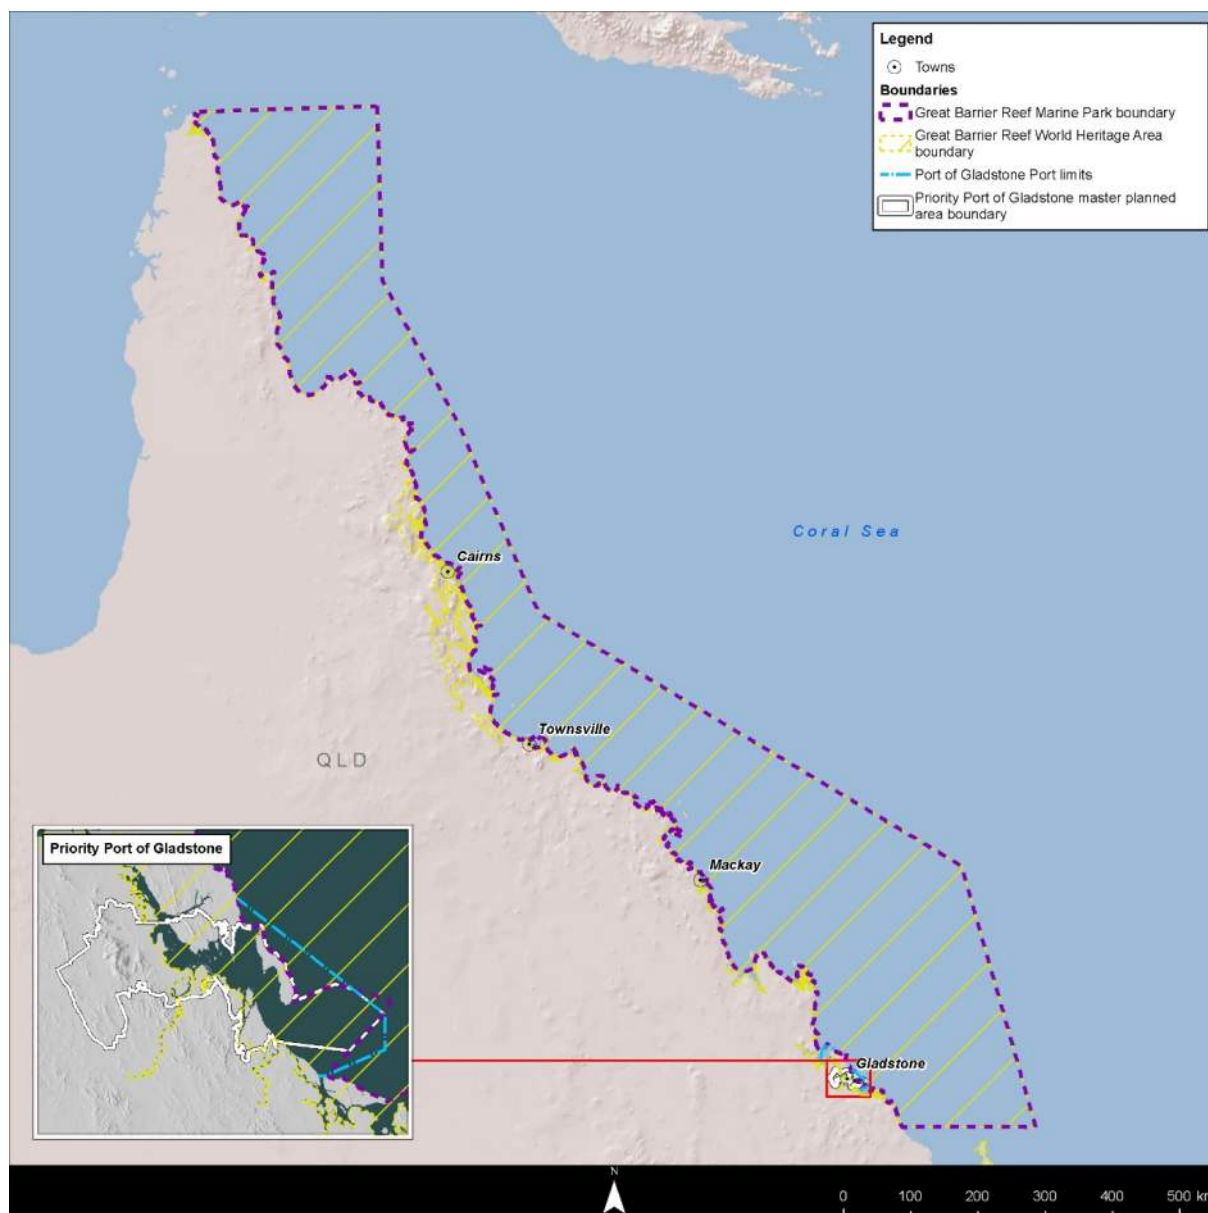 Legend
Towns
Boundaries
Great Barrier Reef Marine Park boundary
Great Barrier Reef World Heritage Area
boundary
Port of Gladstone Port limits
Priority Port of Gladstone master planned
area boundary
Coral Sea
Cairns
Townsville
QLD
Mackay
Priority Port of Gladstone
Gladstone
N
0 100 200 300 400 500 km